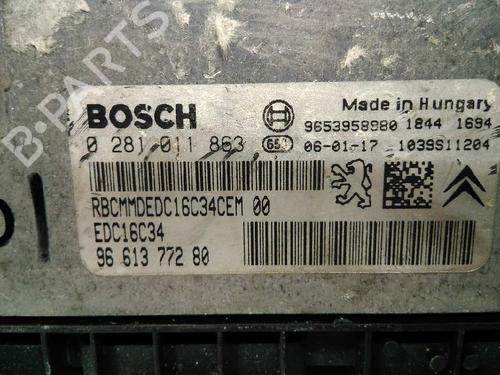 B-PARTS
BOSCH
Made in Hungary
9653958980 1844 1694
0 281 011 863
06-01-17 1039S11204
RBCMMDEDC16C34CEM 00
EDC16C34
96 613 772 80